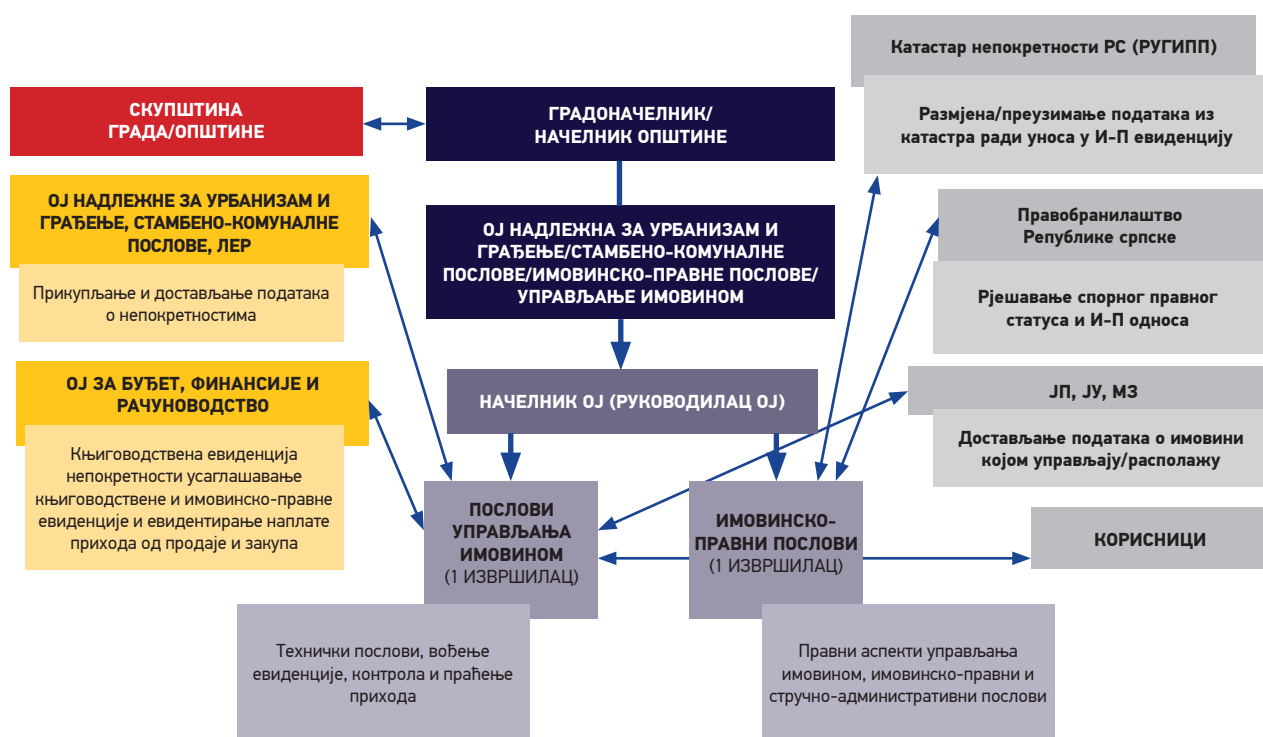 Катастар непокретности РС (РУГИПП)
Размјена/преузимање података из
катастра ради уноса у И-П евиденцију
СКУПШТИНА
ГРАДА/ОПШТИНЕ
ГРАДОНАЧЕЛНИК/
НАЧЕЛНИК ОПШТИНЕ
ОЈ НАДЛЕЖНЕ ЗА УРБАНИЗАМ И
ГРАЂЕЊЕ, СТАМБЕНО-КОМУНАЛНЕ
ПОСЛОВЕ, ЛЕР
Прикупљање и достављање података
о непокретностима
ОЈ НАДЛЕЖНА ЗА УРБАНИЗАМ И
ГРАЂЕЊЕ/СТАМБЕНО-КОМУНАЛНЕ
ПОСЛОВЕ/ИМОВИНСКО-ПРАВНЕ ПОСЛОВЕ/
УПРАВЉАЊЕ ИМОВИНОМ
Правобранилаштво
Републике српске
Рјешавање спорног правног
статуса и И-П односа
ОЈ ЗА БУЂЕТ, ФИНАНСИЈЕ И
РАЧУНОВОДСТВО
Књиговодствена евиденција
непокретности усаглашавање
књиговодствене и имовинско-правне
евиденције и евидентирање наплате
прихода од продаје и закупа
НАЧЕЛНИК ОЈ (РУКОВОДИЛАЦ ОЈ)
ЈП, ЈУ, МЗ
Достављање података о имовини
којом управљају/располажу
ПОСЛОВИ
УПРАВЉАЊА
ИМОВИНОМ
(1 ИЗВРШИЛАЦ)
ИМОВИНСКО-
ПРАВНИ ПОСЛОВИ
(1 ИЗВРШИЛАЦ)
КОРИСНИЦИ
Технички послови, вођење
евиденције, контрола и праћење
прихода
Правни аспекти управљања
имовином, имовинско-правни и
стручно-административни послови